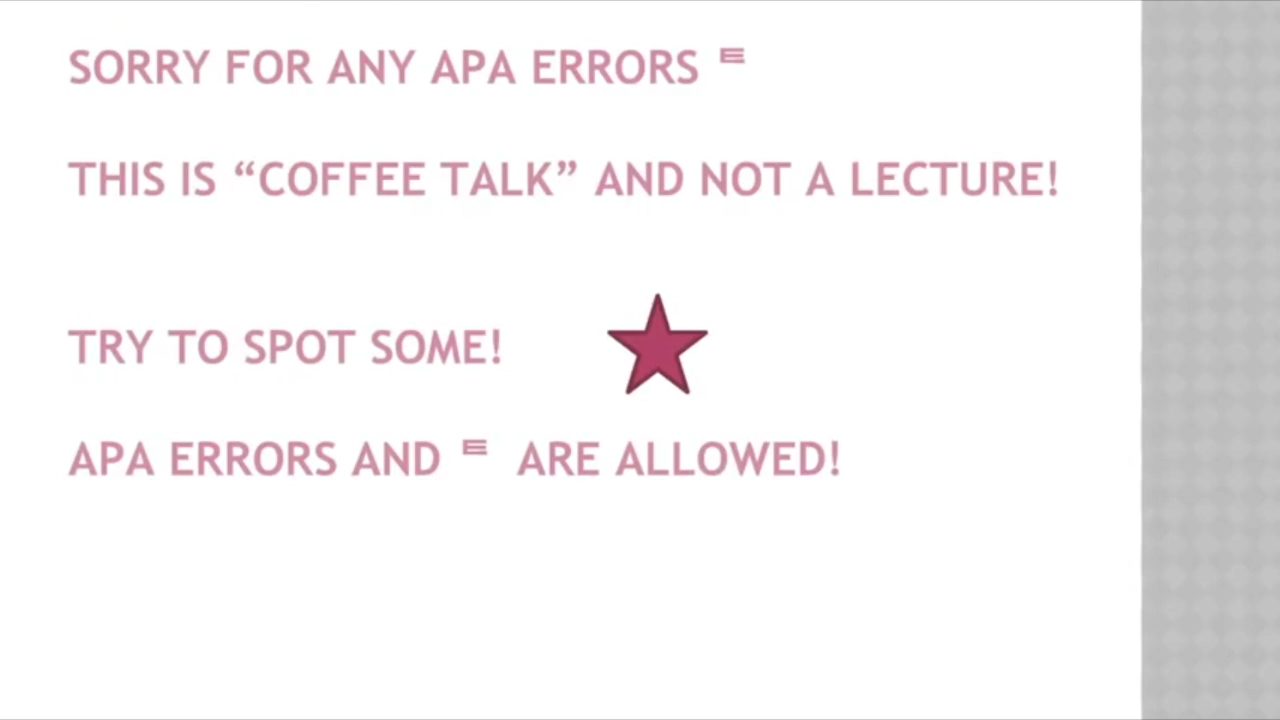 SORRY FOR ANY APA ERRORS ᄐ
THIS IS “COFFEE TALK” AND NOT A LECTURE!
TRY TO SPOT SOME!
APA ERRORS AND ᄐ ARE ALLOWED!